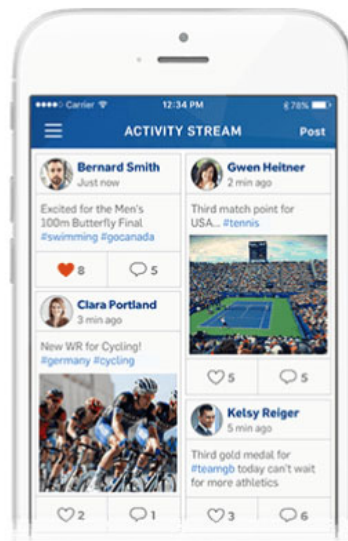 Carrier 12:34 PM 78%
ACTIVITY STREAM Post
Bernard Smith
Just now
Excited for the Men's
100m Butterfly Final
#swimming #gocanada
8 5
Clara Portland
3 min ago
New WR for Cycling!
#germany #cycling
2 1
Gwen Heitner
2 min ago
Third match point for
USA... #tennis
5 5
Kelsy Reiger
5 min ago
Third gold medal for
#teamgb today can't wait
for more athletics
3 6